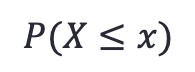 P(X ≤ x)